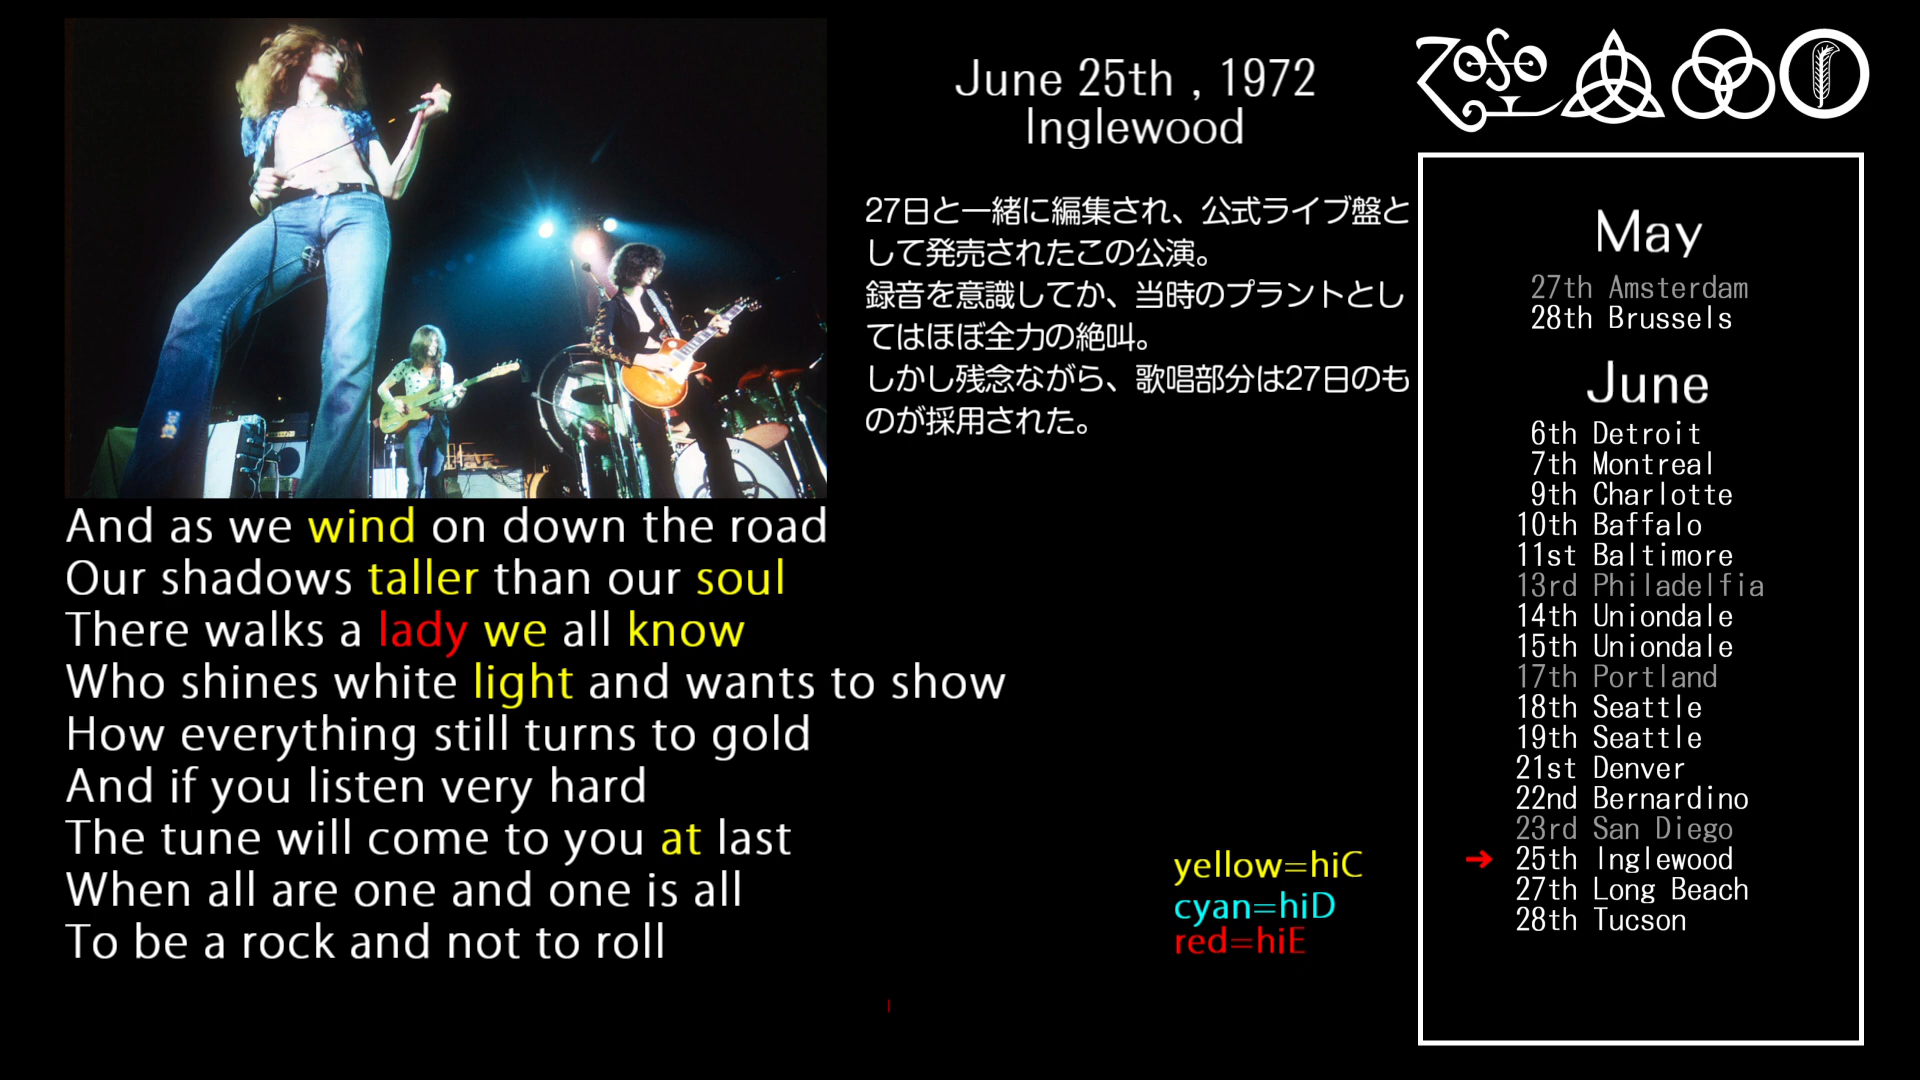 June 25th , 1972
Inglewood
27日と一緒に編集され、公式ライブ盤と
して発売されたこの公演。
録音を意識してか、当時のプラントとし
てはほぼ全力の絶叫。
しかし残念ながら、歌唱部分は27日のも
のが採用された。
And as we wind on down the road
Our shadows taller than our soul
There walks a lady we all know
Who shines white light and wants to show
How everything still turns to gold
And if you listen very hard
The tune will come to you at last
When all are one and one is all
To be a rock and not to roll
yellow=hiC
cyan=hiD
red=hiE
ZOSO
May
27th Amsterdam
28th Brussels
June
6th Detroit
7th Montreal
9th Charlotte
10th Baffalo
11st Baltimore
13rd Philadelfia
14th Uniondale
15th Uniondale
17th Portland
18th Seattle
19th Seattle
21st Denver
22nd Bernardino
23rd San Diego
→ 25th Inglewood
27th Long Beach
28th Tucson